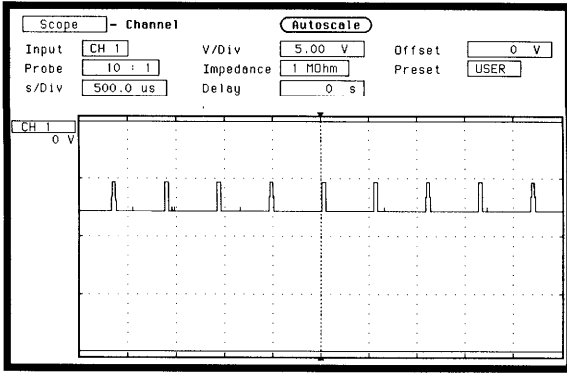 Scope - Channel Autoscale
Input CH 1 V/Div 5.00 V Offset 0 V
Probe 10 : 1 Impedance 1 MOhm Preset USER
s/Div 500.0 us Delay 0 s
CH 1
0 V